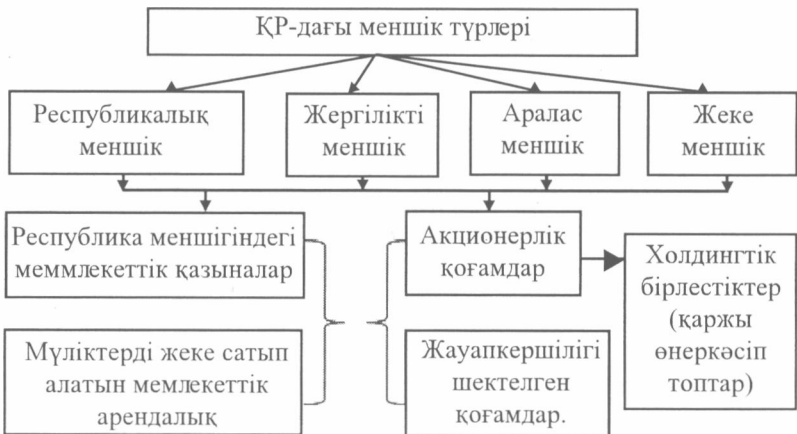 ҚР-дағы меншік түрлері
Республикалық
меншік
Жергілікті
меншік
Аралас
меншік
Жеке
меншік
Республика меншігіндегі
меммлекеттік қазыналар
Акционерлік
қоғамдар
Холдингтік
бірлестіктер
(қаржы
өнеркәсіп
топтар)
Мүліктерді жеке сатып
алатын мемлекеттік
арендалық
Жауапкершілігі
шектелген
қоғамдар.